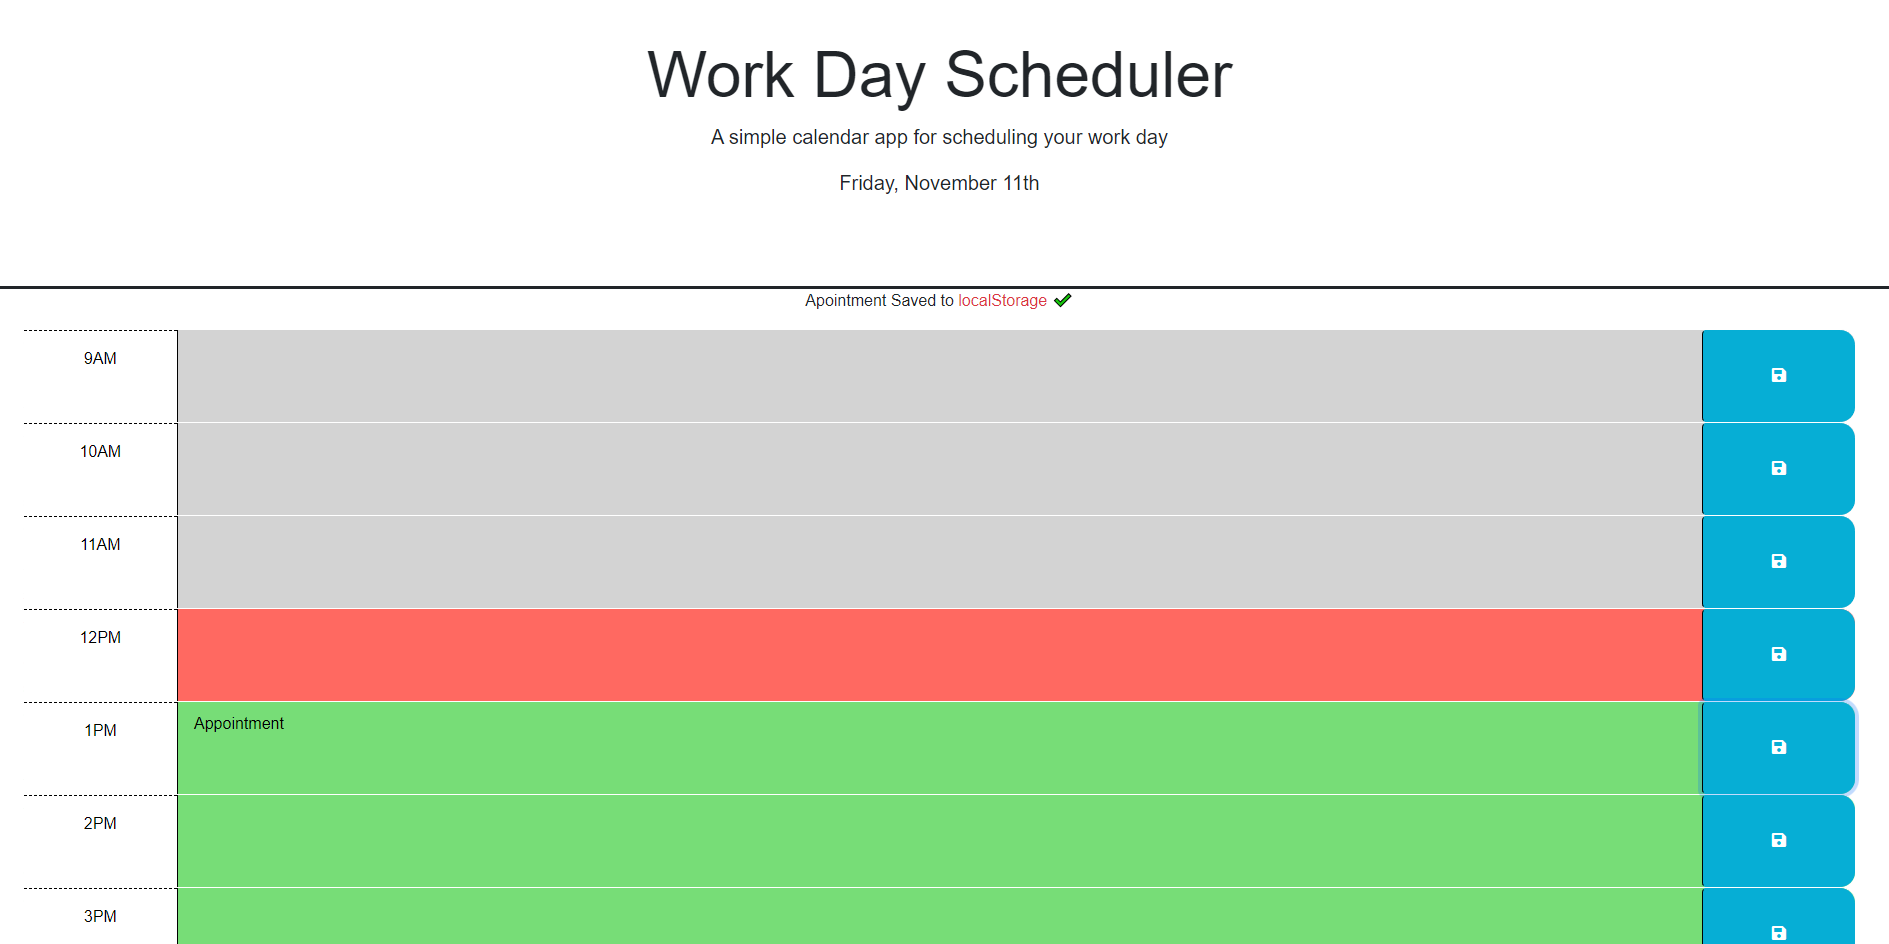 Work Day Scheduler
A simple calendar app for scheduling your work day
Friday, November 11th
Apointment Saved to localStorage
9AM
10AM
11AM
12PM
1PM
Appointment
2PM
3PM